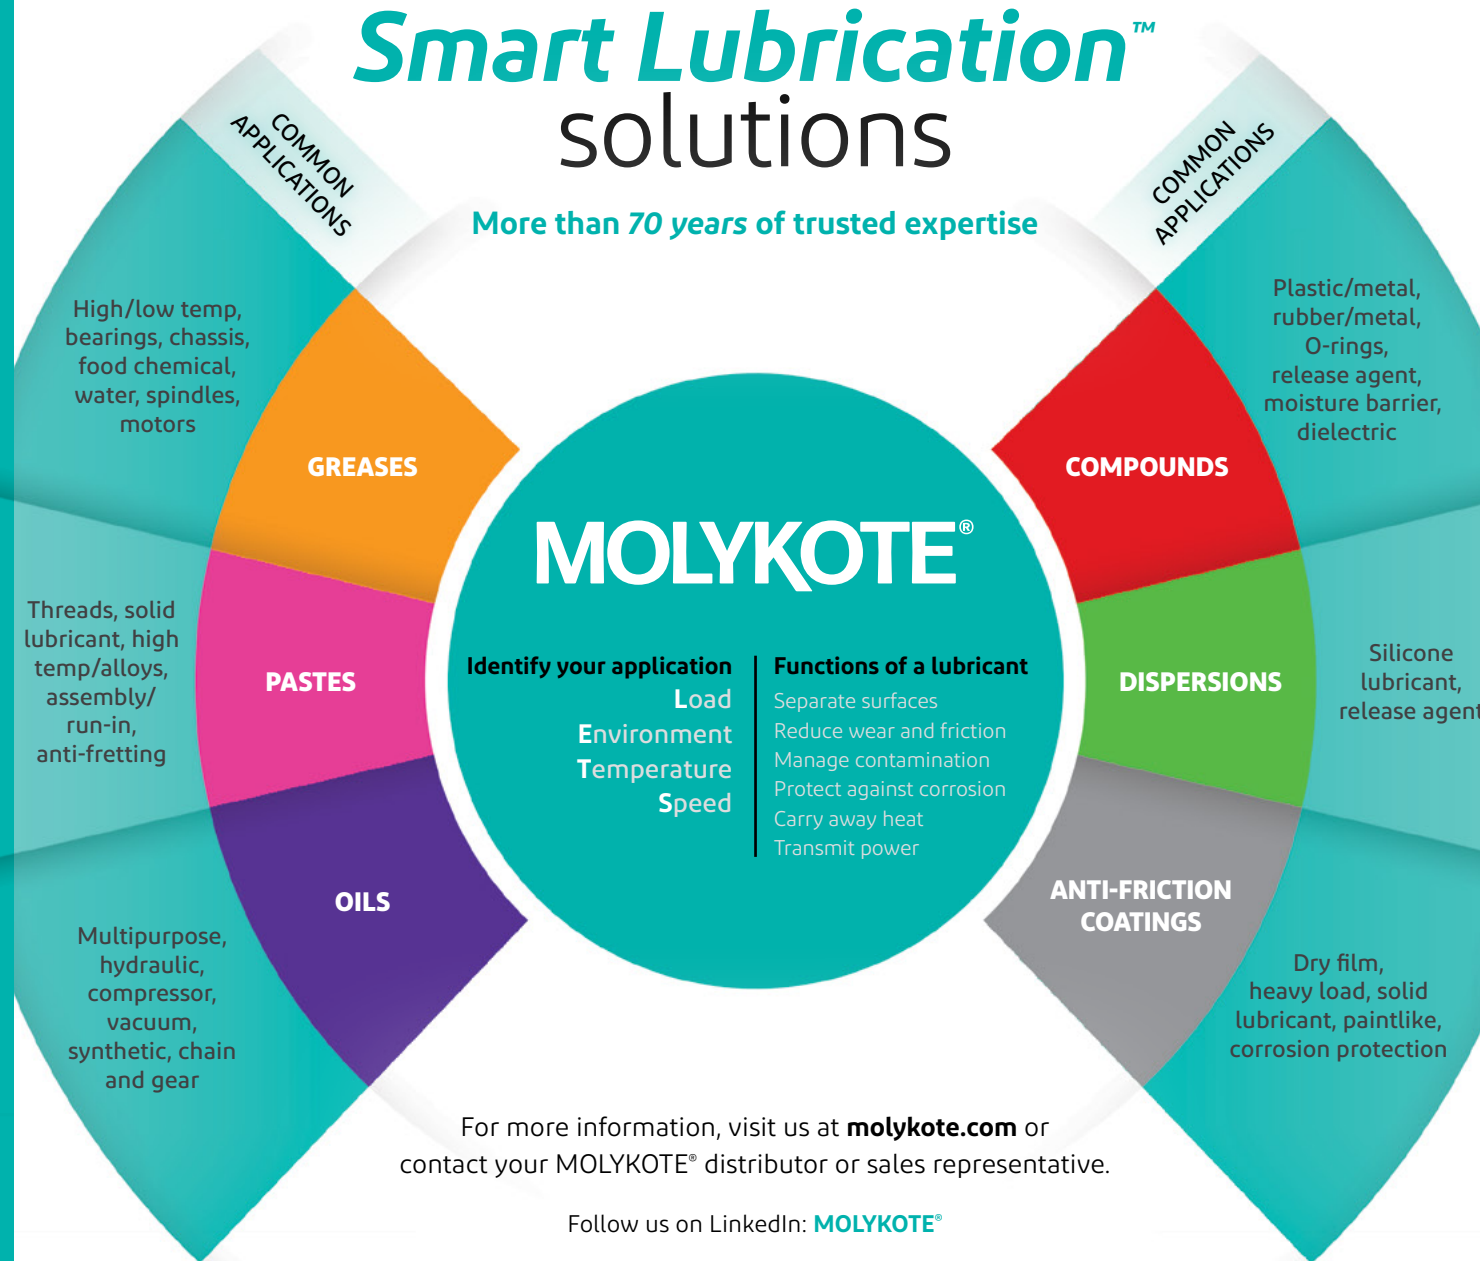 Smart Lubrication™
solutions
More than 70 years of trusted expertise
COMMON
APPLICATIONS
High/low temp,
bearings, chassis,
food chemical,
water, spindles,
motors
GREASES
Threads, solid
lubricant, high
temp/alloys,
assembly/
run-in,
anti-fretting
PASTES
Multipurpose,
hydraulic,
compressor,
vacuum,
synthetic, chain
and gear
OILS
MOLYKOTE®
Identify your application
Load
Environment
Temperature
Speed
Functions of a lubricant
Separate surfaces
Reduce wear and friction
Manage contamination
Protect against corrosion
Carry away heat
Transmit power
COMMON
APPLICATIONS
COMPOUNDS
Plastic/metal,
rubber/metal,
O-rings,
release agent,
moisture barrier,
dielectric
DISPERSIONS
Silicone
lubricant,
release agent
ANTI-FRICTION
COATINGS
Dry film,
heavy load, solid
lubricant, paintlike,
corrosion protection
For more information, visit us at molykote.com or
contact your MOLYKOTE® distributor or sales representative.
Follow us on LinkedIn: MOLYKOTE®